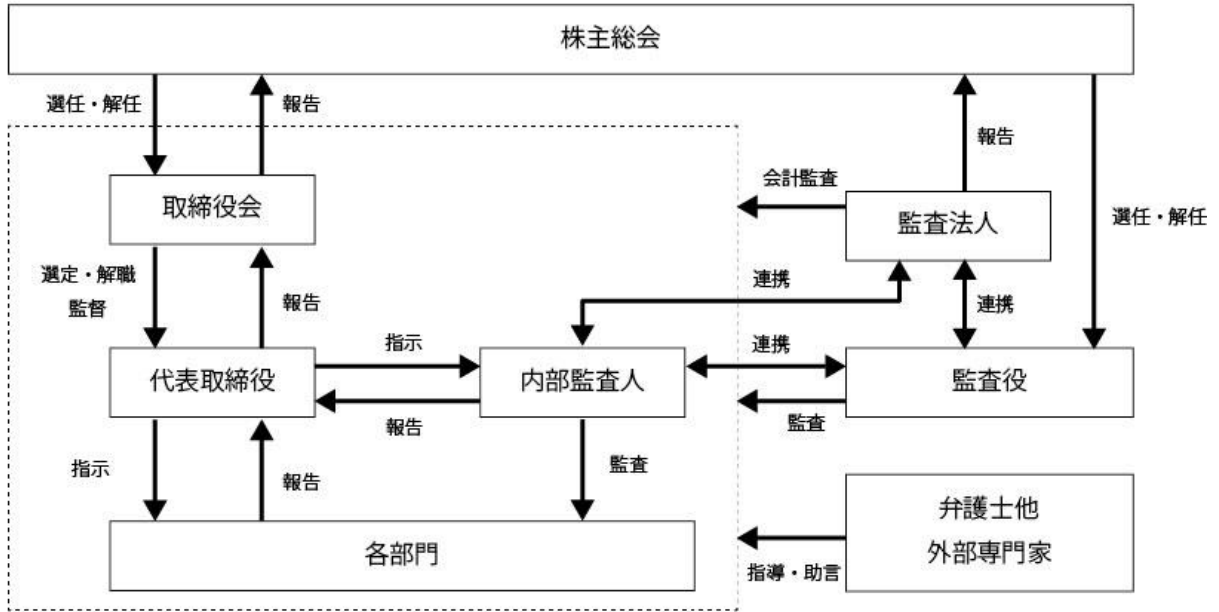 株主総会
選任・解任
報告
報告
会計監査
取締役会
監査法人
選任・解任
選定・解職
監督
報告
連携
連携
指示
連携
代表取締役
内部監査人
監査役
報告
監査
指示
報告
監査
弁護士他
外部専門家
各部門
指導・助言